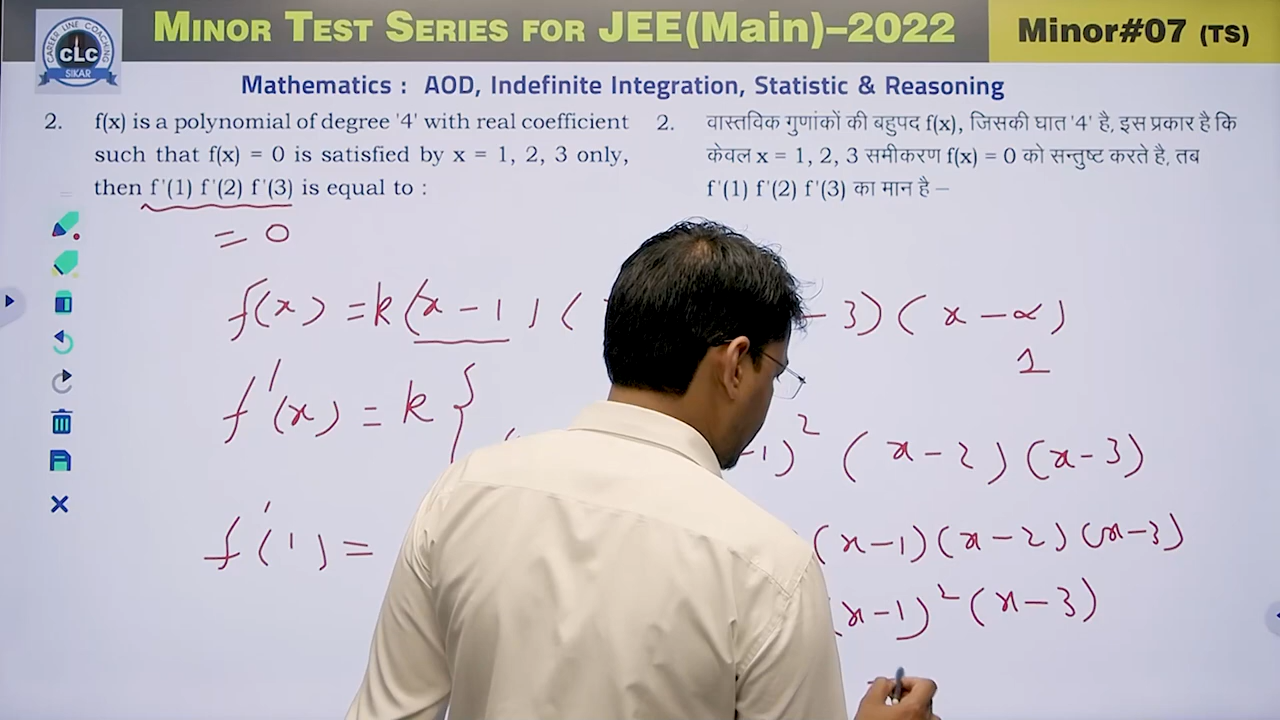 MINOR TEST SERIES FOR JEE(MAIN)–2022
Minor#07 (TS)
CAREER LINE COACHING
CLC
SIKAR
Mathematics : AOD, Indefinite Integration, Statistic & Reasoning
2. f(x) is a polynomial of degree '4' with real coefficient
such that f(x) = 0 is satisfied by x = 1, 2, 3 only,
then f'(1) f'(2) f'(3) is equal to :
2. वास्तविक गुणांकों की बहुपद f(x), जिसकी घात '4' है, इस प्रकार है कि
केवल x = 1, 2, 3 समीकरण f(x) = 0 को सन्तुष्ट करते है, तब
f'(1) f'(2) f'(3) का मान है –
= 0
f(x) = k(x-1)( - 3)(x-α)
1
f'(x) = k {
-1)² (x-2)(x-3)
f'(1) = (x-1)(x-2)(x-3)
(x-1)²(x-3)